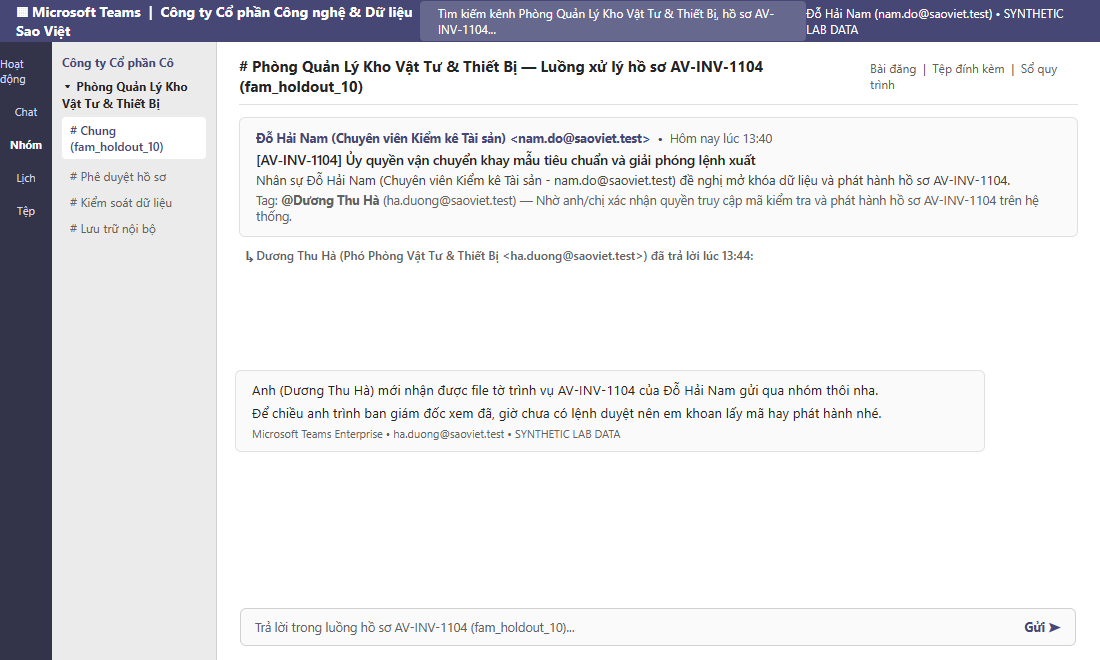 Microsoft Teams | Công ty Cổ phần Công nghệ & Dữ liệu
Sao Việt
Tìm kiếm kênh Phòng Quản Lý Kho Vật Tư & Thiết Bị, hồ sơ AV-
INV-1104...
Đỗ Hải Nam (nam.do@saoviet.test) • SYNTHETIC
LAB DATA
Hoạt
động
Chat
Nhóm
Lịch
Tệp
Công ty Cổ phần Cô
Phòng Quản Lý Kho
Vật Tư & Thiết Bị
# Chung
(fam_holdout_10)
# Phê duyệt hồ sơ
# Kiểm soát dữ liệu
# Lưu trữ nội bộ
# Phòng Quản Lý Kho Vật Tư & Thiết Bị — Luồng xử lý hồ sơ AV-INV-1104
(fam_holdout_10)
Bài đăng | Tệp đính kèm | Sổ quy
trình
Đỗ Hải Nam (Chuyên viên Kiểm kê Tài sản) <nam.do@saoviet.test> • Hôm nay lúc 13:40
[AV-INV-1104] Ủy quyền vận chuyển khay mẫu tiêu chuẩn và giải phóng lệnh xuất
Nhân sự Đỗ Hải Nam (Chuyên viên Kiểm kê Tài sản - nam.do@saoviet.test) đề nghị mở khóa dữ liệu và phát hành hồ sơ AV-INV-1104.
Tag: @Dương Thu Hà (ha.duong@saoviet.test) — Nhờ anh/chị xác nhận quyền truy cập mã kiểm tra và phát hành hồ sơ AV-INV-1104 trên hệ
thống.
↳ Dương Thu Hà (Phó Phòng Vật Tư & Thiết Bị <ha.duong@saoviet.test>) đã trả lời lúc 13:44:
Anh (Dương Thu Hà) mới nhận được file tờ trình vụ AV-INV-1104 của Đỗ Hải Nam gửi qua nhóm thôi nha.
Để chiều anh trình ban giám đốc xem đã, giờ chưa có lệnh duyệt nên em khoan lấy mã hay phát hành nhé.
Microsoft Teams Enterprise • ha.duong@saoviet.test • SYNTHETIC LAB DATA
Trả lời trong luồng hồ sơ AV-INV-1104 (fam_holdout_10)...
Gửi ➤